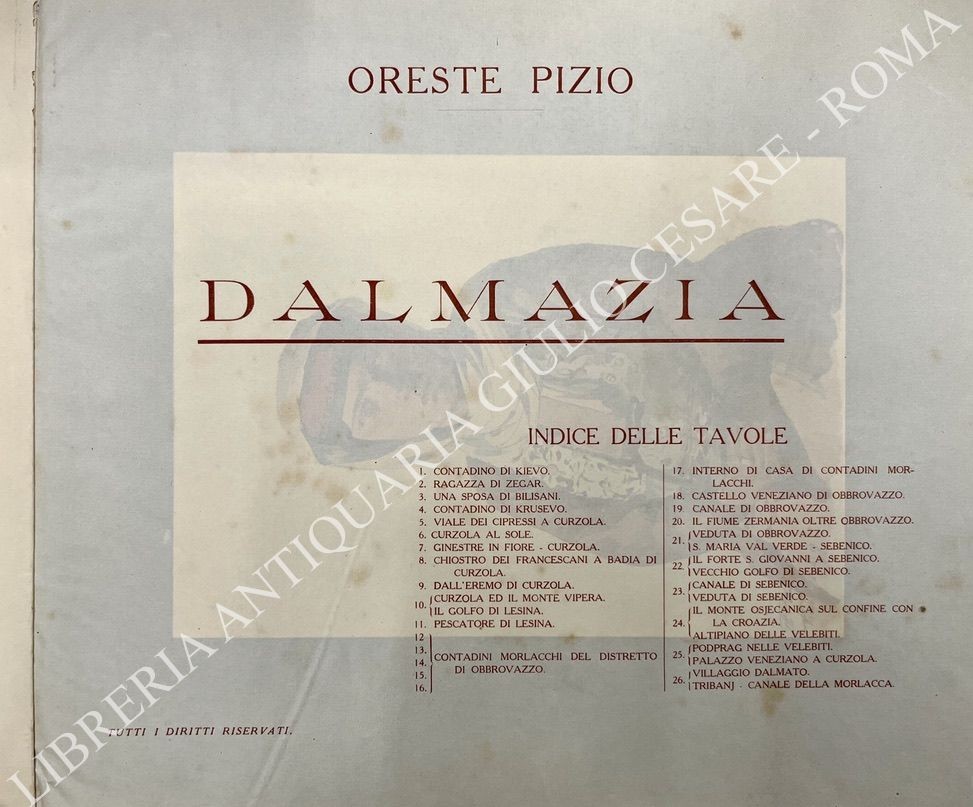 ORESTE PIZIO
DALMAZIA
INDICE DELLE TAVOLE
1. CONTADINO DI KIEVO.
2. RAGAZZA DI ZEGAR.
3. UNA SPOSA DI BILISANI.
4. CONTADINO DI KRUSEVO.
5. VIALE DEI CIPRESSI A CURZOLA.
6. CURZOLA AL SOLE.
7. GINESTRE IN FIORE - CURZOLA.
8. CHIOSTRO DEI FRANCESCANI A BADIA DI
CURZOLA.
9. DALL'EREMO DI CURZOLA.
10. CURZOLA ED IL MONTE VIPERA.
IL GOLFO DI LESINA.
11. PESCATORE DI LESINA.
12
13.
14. CONTADINI MORLACCHI DEL DISTRETTO
DI OBBROVAZZO.
15.
16.
17. INTERNO DI CASA DI CONTADINI MOR-
LACCHI.
18. CASTELLO VENEZIANO DI OBBROVAZZO.
19. CANALE DI OBBROVAZZO.
20. IL FIUME ZERMANIA OLTRE OBBROVAZZO.
21. VEDUTA DI OBBROVAZZO.
S. MARIA VAL VERDE - SEBENICO.
22. IL FORTE S. GIOVANNI A SEBENICO.
VECCHIO GOLFO DI SEBENICO.
23. CANALE DI SEBENICO.
VEDUTA DI SEBENICO.
24. IL MONTE OSJECANICA SUL CONFINE CON
LA CROAZIA.
ALTIPIANO DELLE VELEBITI.
25. PODPRAG NELLE VELEBITI.
PALAZZO VENEZIANO A CURZOLA.
26. VILLAGGIO DALMATO.
TRIBANJ - CANALE DELLA MORLACCA.
TUTTI I DIRITTI RISERVATI.
LIBRERIA ANTIQUARIA GIULIO CESARE - ROMA